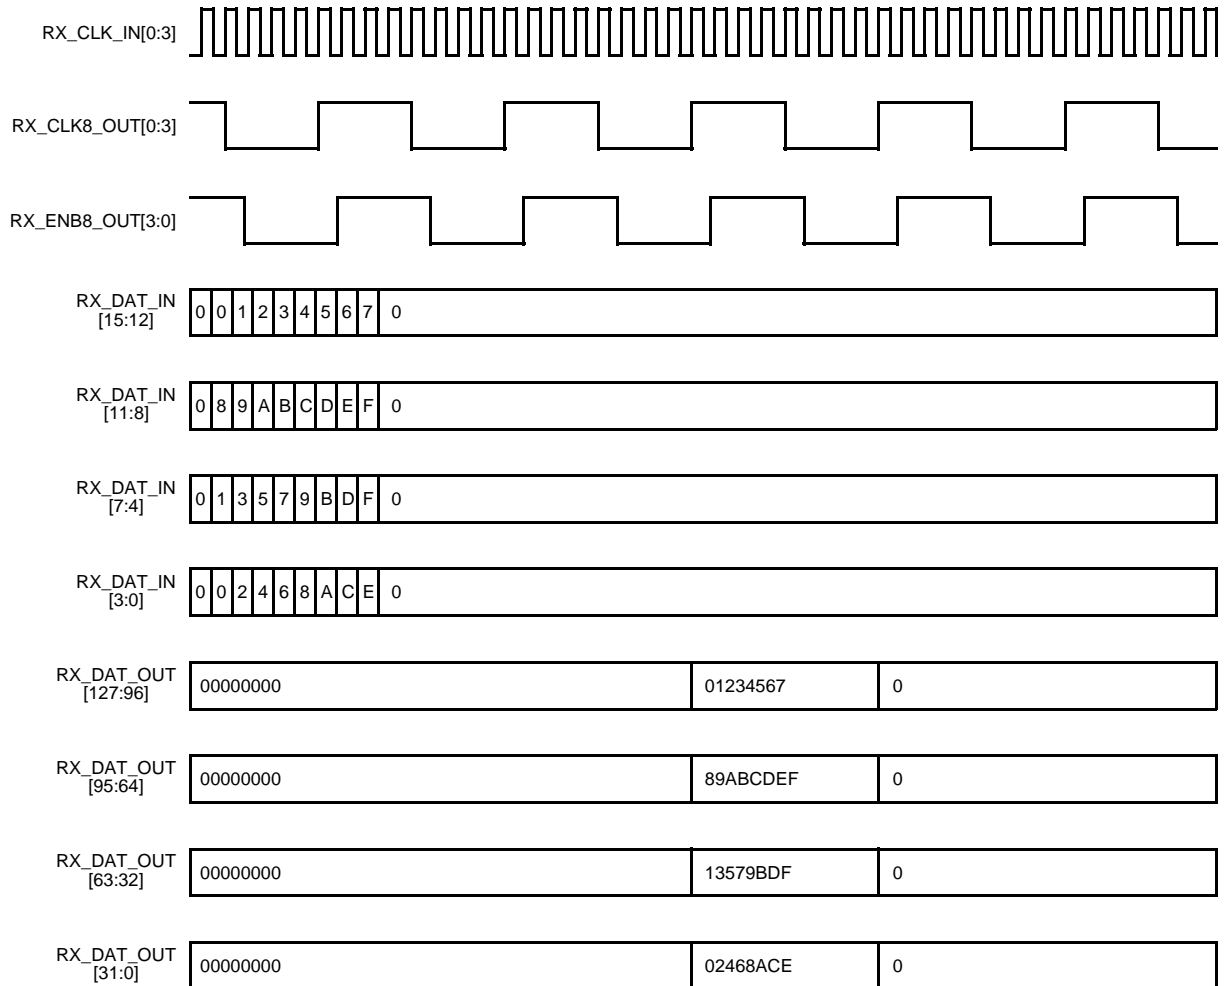 RX_CLK_IN[0:3]
RX_CLK8_OUT[0:3]
RX_ENB8_OUT[3:0]
RX_DAT_IN
[15:12]
0 0 1 2 3 4 5 6 7 0
RX_DAT_IN
[11:8]
0 8 9 A B C D E F 0
RX_DAT_IN
[7:4]
0 1 3 5 7 9 B D F 0
RX_DAT_IN
[3:0]
0 0 2 4 6 8 A C E 0
RX_DAT_OUT
[127:96]
00000000 01234567 0
RX_DAT_OUT
[95:64]
00000000 89ABCDEF 0
RX_DAT_OUT
[63:32]
00000000 13579BDF 0
RX_DAT_OUT
[31:0]
00000000 02468ACE 0